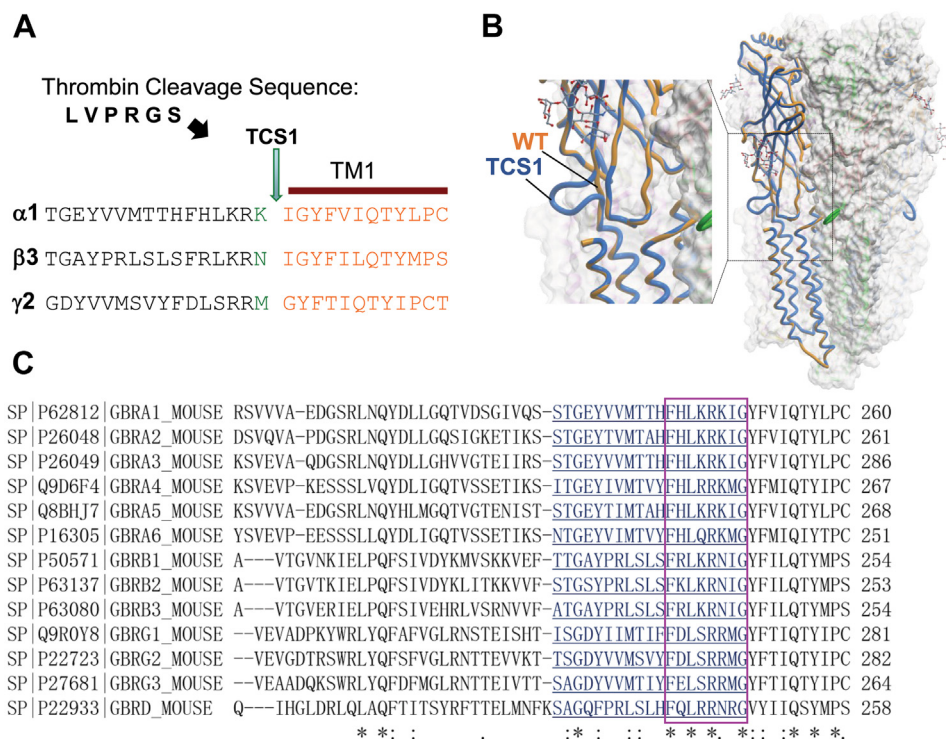 A
Thrombin Cleavage Sequence:
L V P R G S
TCS1
TM1
α1 TGEYVVMTTHFHLKRK IGYFVIQTYLPC
β3 TGAYPRLSLSFRLKRN IGYFILQTYMPS
γ2 GDYVVMSVYFDLSRRM GYFTIQTYIPCT
B
WT
TCS1
C
SP|P62812|GBRA1_MOUSE RSVVVA-EDGSRLNQYDLLGQTVDSGIVQS-STGEYVVMTTHFHLKRKIGYFVIQTYLPC 260
SP|P26048|GBRA2_MOUSE DSVQVA-PDGSRLNQYDLLGQSIGKETIKS-STGEYTVMTAHFHLKRKIGYFVIQTYLPC 261
SP|P26049|GBRA3_MOUSE KSVEVA-QDGSRLNQYDLLGHVVGTEIIRS-STGEYVVMTTHFHLKRKIGYFVIQTYLPC 286
SP|Q9D6F4|GBRA4_MOUSE KSVEVP-KESSSLVQYDLIGQTVSSETIKS-ITGEYIVMTVYFHLRRKMGYFMIQTYIPC 267
SP|Q8BHJ7|GBRA5_MOUSE KSVVVA-EDGSRLNQYHLMGQTVGTENIST-STGEYTIMTAHFHLKRKIGYFVIQTYLPC 268
SP|P16305|GBRA6_MOUSE YSVEVP-EESSSLLQYDLIGQTVSSETIKS-NTGEYVIMTVYFHLQRKMGYFMIQIYTPC 251
SP|P50571|GBRB1_MOUSE A---VTGVNKIELPQFSIVDYKMVSKKVEF-TTGAYPRLSLSFRLKRNIGYFILQTYMPS 254
SP|P63137|GBRB2_MOUSE A---VTGVTKIELPQFSIVDYKLITKKVVF-STGSYPRLSLSFKLKRNIGYFILQTYMPS 253
SP|P63080|GBRB3_MOUSE A---VTGVERIELPQFSIVEHRLVSRNVVF-ATGAYPRLSLSFRLKRNIGYFILQTYMPS 254
SP|Q9R0Y8|GBRG1_MOUSE --VEVADPKYWRLYQFAFVGLRNSTEISHT-ISGDYIIMTIFFDLSRRMGYFTIQTYIPC 281
SP|P22723|GBRG2_MOUSE --VEVGDTRSWRLYQFSFVGLRNTTEVVKT-TSGDYVVMSVYFDLSRRMGYFTIQTYIPC 282
SP|P27681|GBRG3_MOUSE --VEAADQKSWRLYQFDFMGLRNTTEIVTT-SAGDYVVMTIYFELSRRMGYFTIQTYIPC 264
SP|P22933|GBRD_MOUSE Q---IHGLDRLQLAQFTITSYRFTTELMNFKSAGQFPRLSLHFQLRRNRGVYIIQSYMPS 258
* *: : . :* : :: * * * . *: :: * * *.